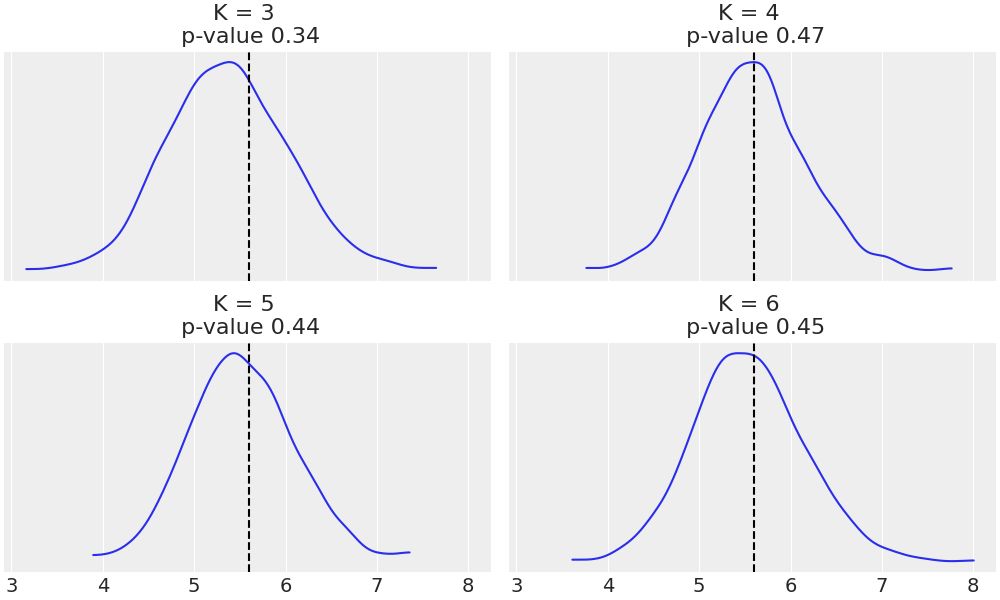 K = 3
p-value 0.34
K = 4
p-value 0.47
K = 5
p-value 0.44
K = 6
p-value 0.45
3 4 5 6 7 8
3 4 5 6 7 8